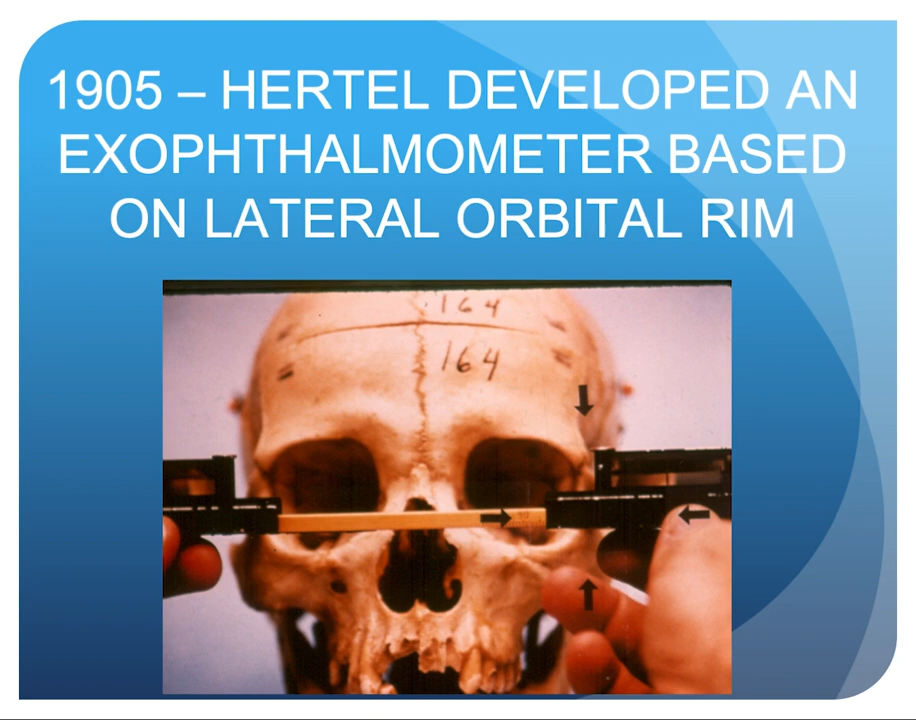 1905 – HERTEL DEVELOPED AN
EXOPHTHALMOMETER BASED
ON LATERAL ORBITAL RIM
164
164